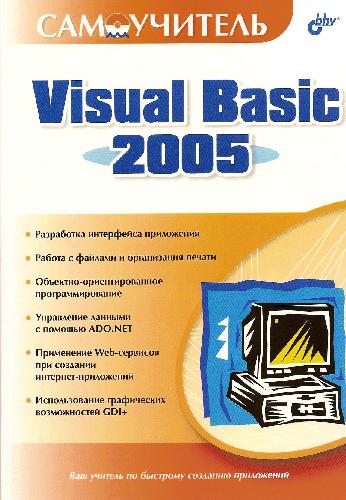 САМОУЧИТЕЛЬ
bhv®
Visual Basic
2005
• Разработка интерфейса приложения
• Работа с файлами и организация печати
• Объектно-ориентированное
программирование
• Управление данными
с помощью ADO.NET
• Применение Web-сервисов
при создании
интернет-приложений
• Использование графических
возможностей GDI+
Ваш учитель по быстрому созданию приложений